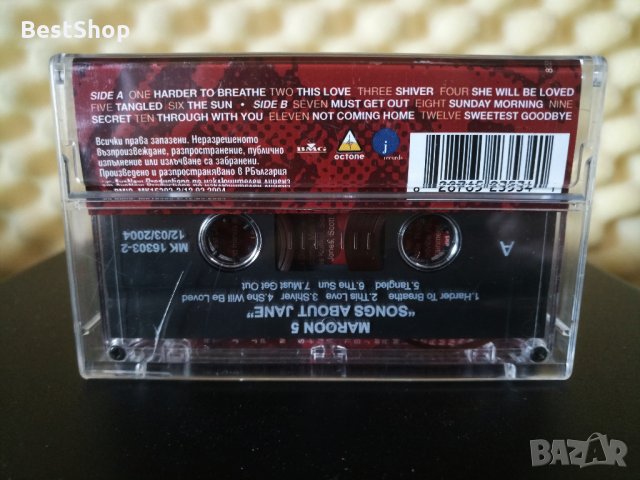 BestShop
SIDE A ONE HARDER TO BREATHE TWO THIS LOVE THREE SHIVER FOUR SHE WILL BE LOVED
FIVE TANGLED SIX THE SUN • SIDE B SEVEN MUST GET OUT EIGHT SUNDAY MORNING NINE
SECRET TEN THROUGH WITH YOU ELEVEN NOT COMING HOME TWELVE SWEETEST GOODBYE
Всички права запазени. Неразрешеното
възпроизвеждане, разпространение, публично
изпълнение или излъчване са забранени.
Произведено и разпространявано в РБългария
BMG
octone
j
records
A
MK 16303-2
12/03/2004
MAROON 5
"SONGS ABOUT JANE"
1.Harder To Breathe 2.This Love 3.Shiver 4.She Will Be Loved
5.Tangled 6.The Sun 7.Must Get Out
BAZAR